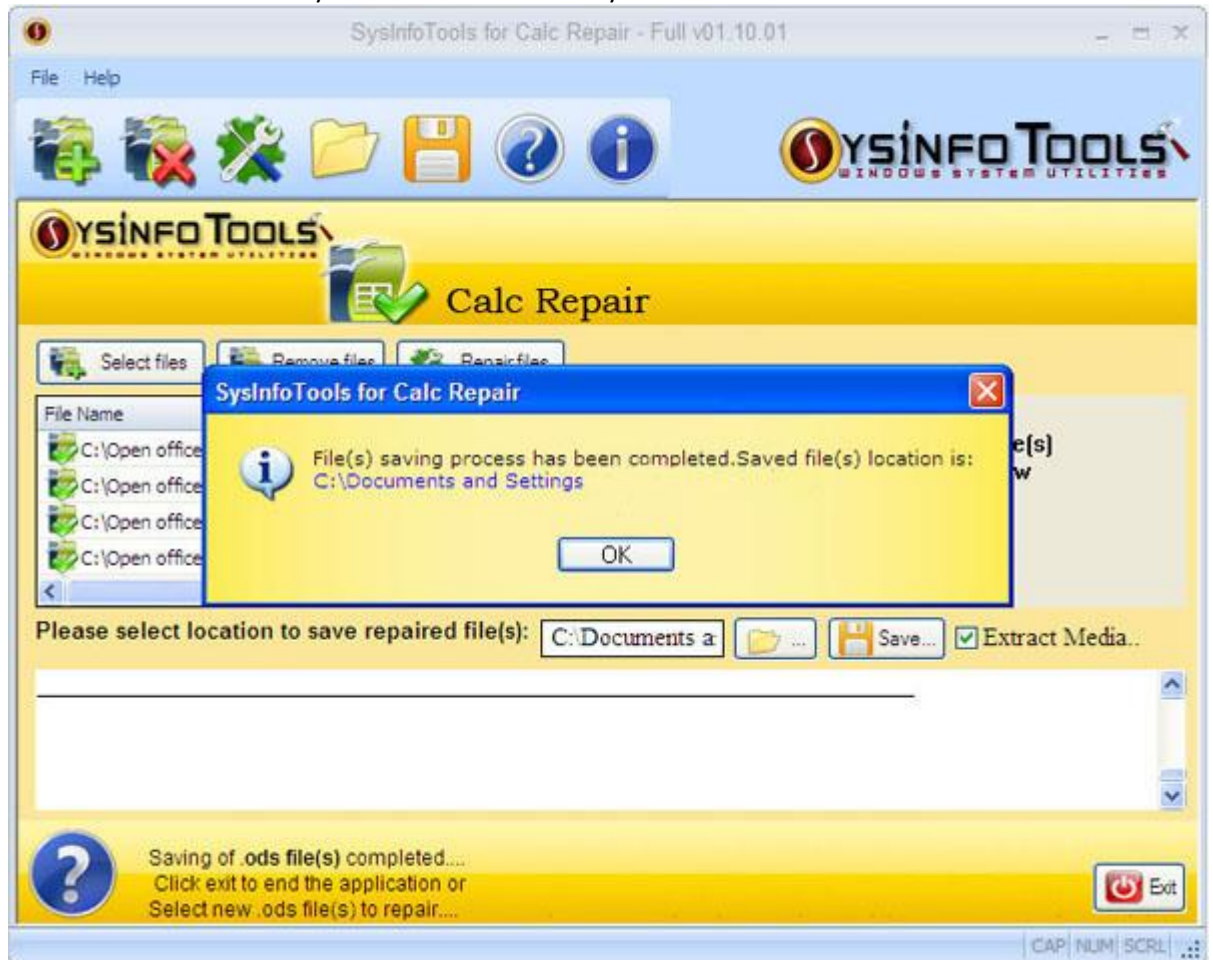 SysInfoTools for Calc Repair - Full v01.10.01
File Help
SYSINFO TOOLS
WINDOWS SYSTEM UTILITIES
SYSINFO TOOLS
WINDOWS SYSTEM UTILITIES
Calc Repair
Select files Remove files Repair files
SysInfoTools for Calc Repair
File Name
C:\Open office
C:\Open office
C:\Open office
C:\Open office
File(s) saving process has been completed.Saved file(s) location is:
C:\Documents and Settings
OK
e(s)
w
Please select location to save repaired file(s): C:\Documents a ... Save... Extract Media..
Saving of .ods file(s) completed....
Click exit to end the application or
Select new .ods file(s) to repair....
Exit
CAP NUM SCRL